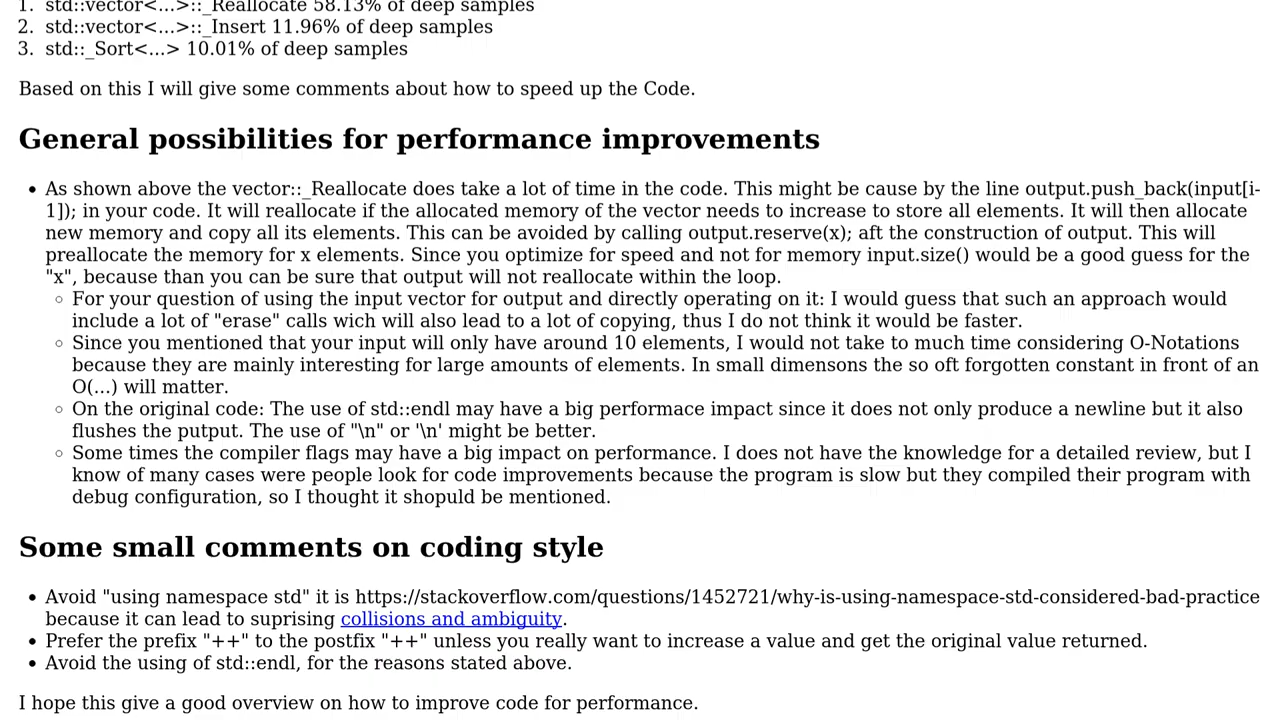 1. std::vector<...>::_Reallocate 58.13% of deep samples
2. std::vector<...>::_Insert 11.96% of deep samples
3. std::_Sort<...> 10.01% of deep samples
Based on this I will give some comments about how to speed up the Code.
General possibilities for performance improvements
• As shown above the vector::_Reallocate does take a lot of time in the code. This might be cause by the line output.push_back(input[i-
1]); in your code. It will reallocate if the allocated memory of the vector needs to increase to store all elements. It will then allocate
new memory and copy all its elements. This can be avoided by calling output.reserve(x); aft the construction of output. This will
preallocate the memory for x elements. Since you optimize for speed and not for memory input.size() would be a good guess for the
"x", because than you can be sure that output will not reallocate within the loop.
◦ For your question of using the input vector for output and directly operating on it: I would guess that such an approach would
include a lot of "erase" calls wich will also lead to a lot of copying, thus I do not think it would be faster.
◦ Since you mentioned that your input will only have around 10 elements, I would not take to much time considering O-Notations
because they are mainly interesting for large amounts of elements. In small dimensons the so oft forgotten constant in front of an
O(...) will matter.
◦ On the original code: The use of std::endl may have a big performace impact since it does not only produce a newline but it also
flushes the putput. The use of "\n" or '\n' might be better.
◦ Some times the compiler flags may have a big impact on performance. I does not have the knowledge for a detailed review, but I
know of many cases were people look for code improvements because the program is slow but they compiled their program with
debug configuration, so I thought it shopuld be mentioned.
Some small comments on coding style
• Avoid "using namespace std" it is https://stackoverflow.com/questions/1452721/why-is-using-namespace-std-considered-bad-practice
because it can lead to suprising collisions and ambiguity.
• Prefer the prefix "++" to the postfix "++" unless you really want to increase a value and get the original value returned.
• Avoid the using of std::endl, for the reasons stated above.
I hope this give a good overview on how to improve code for performance.